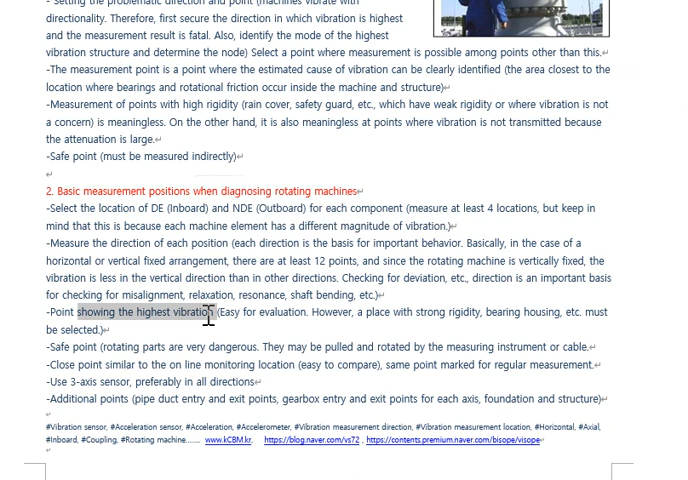 - Setting the problematic direction and point (machines vibrate with
directionality. Therefore, first secure the direction in which vibration is highest
and the measurement result is fatal. Also, identify the mode of the highest
vibration structure and determine the node) Select a point where measurement is possible among points other than this.
-The measurement point is a point where the estimated cause of vibration can be clearly identified (the area closest to the
location where bearings and rotational friction occur inside the machine and structure)
-Measurement of points with high rigidity (rain cover, safety guard, etc., which have weak rigidity or where vibration is not
a concern) is meaningless. On the other hand, it is also meaningless at points where vibration is not transmitted because
the attenuation is large.
-Safe point (must be measured indirectly)
2. Basic measurement positions when diagnosing rotating machines
-Select the location of DE (Inboard) and NDE (Outboard) for each component (measure at least 4 locations, but keep in
mind that this is because each machine element has a different magnitude of vibration.)
-Measure the direction of each position (each direction is the basis for important behavior. Basically, in the case of a
horizontal or vertical fixed arrangement, there are at least 12 points, and since the rotating machine is vertically fixed, the
vibration is less in the vertical direction than in other directions. Checking for deviation, etc., direction is an important basis
for checking for misalignment, relaxation, resonance, shaft bending, etc.)
-Point showing the highest vibration (Easy for evaluation. However, a place with strong rigidity, bearing housing, etc. must
be selected.)
-Safe point (rotating parts are very dangerous. They may be pulled and rotated by the measuring instrument or cable.
-Close point similar to the on line monitoring location (easy to compare), same point marked for regular measurement.
-Use 3-axis sensor, preferably in all directions
-Additional points (pipe duct entry and exit points, gearbox entry and exit points for each axis, foundation and structure)
#Vibration sensor, #Acceleration sensor, #Acceleration, #Accelerometer, #Vibration measurement direction, #Vibration measurement location, #Horizontal, #Axial,
#Inboard, #Coupling, #Rotating machine...... www.kCBM.kr, https://blog.naver.com/vs72 , https://contents.premium.naver.com/bisope/visope